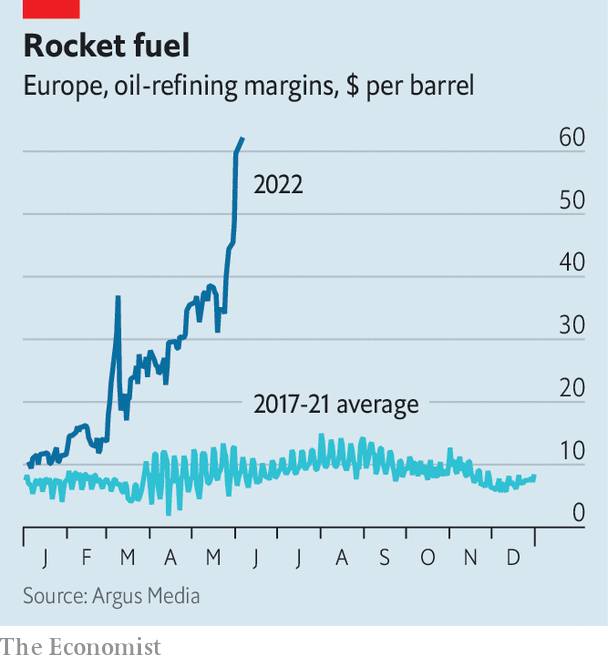 Rocket fuel
Europe, oil-refining margins, $ per barrel
60
2022
50
40
30
20
2017-21 average
10
0
J F M A M J J A S O N D
Source: Argus Media
The Economist